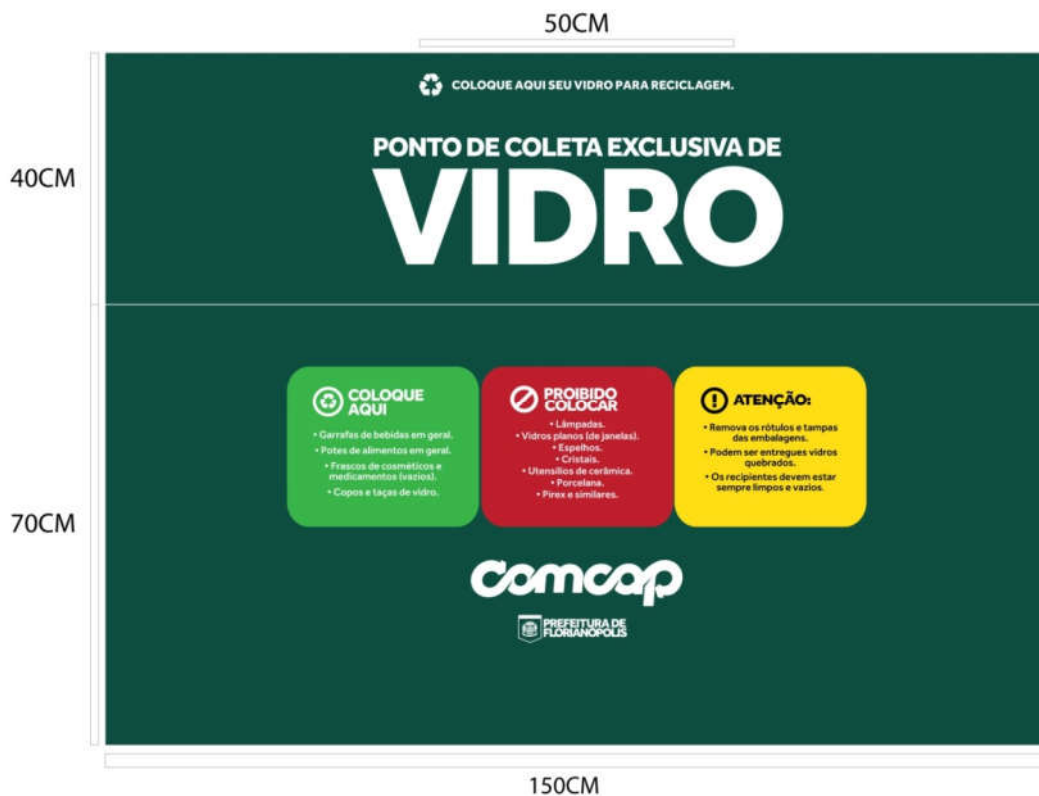 50CM
COLOQUE AQUI SEU VIDRO PARA RECICLAGEM.
40CM
PONTO DE COLETA EXCLUSIVA DE
VIDRO
COLOQUE
AQUI
• Garrafas de bebidas em geral.
• Potes de alimentos em geral.
• Frascos de cosméticos e
medicamentos (vazios).
• Copos e taças de vidro.
PROIBIDO
COLOCAR
• Lâmpadas.
• Vidros planos (de janelas).
• Espelhos.
• Cristais.
• Utensílios de cerâmica.
• Porcelana.
• Pirex e similares.
ATENÇÃO:
• Remova os rótulos e tampas
das embalagens.
• Podem ser entregues vidros
quebrados.
• Os recipientes devem estar
sempre limpos e vazios.
70CM
comcap
PREFEITURA DE
FLORIANÓPOLIS
150CM